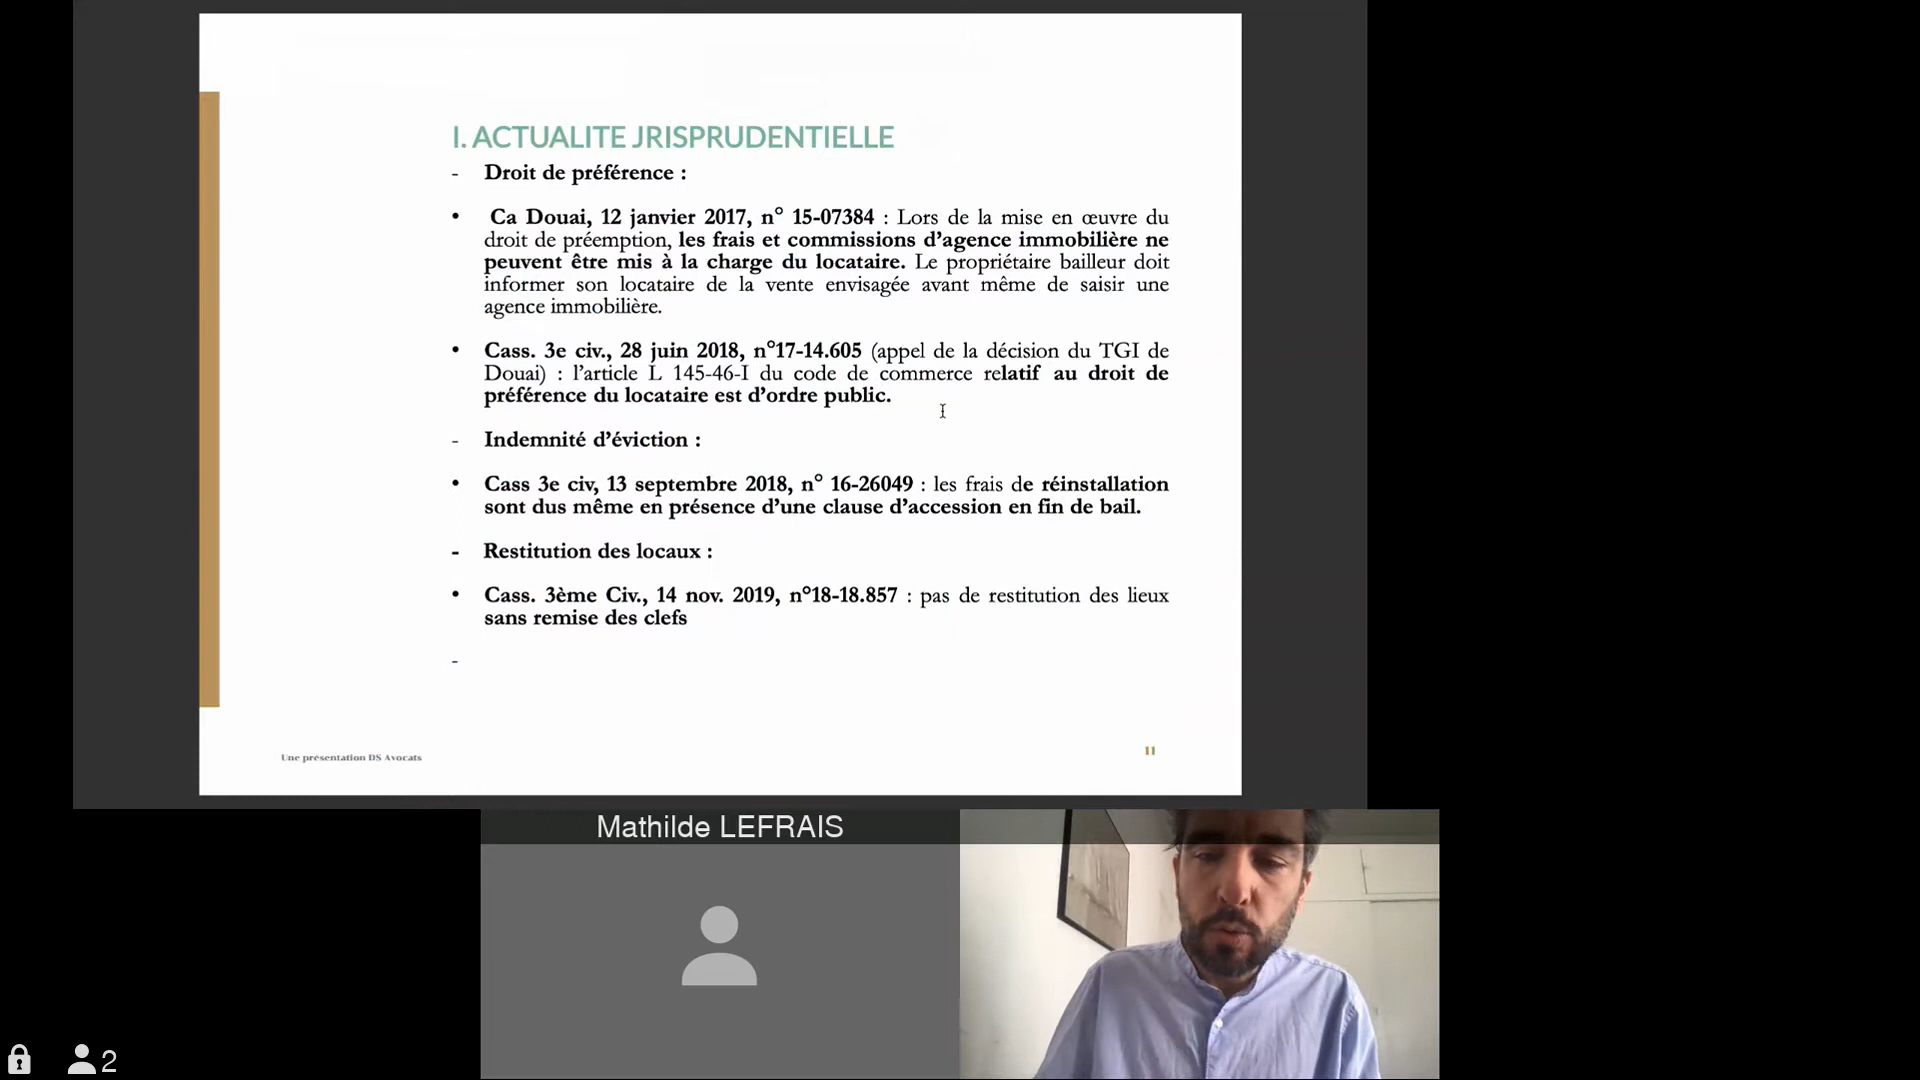 I. ACTUALITE JRISPRUDENTIELLE
- Droit de préférence :
• Ca Douai, 12 janvier 2017, n° 15-07384 : Lors de la mise en œuvre du
droit de préemption, les frais et commissions d’agence immobilière ne
peuvent être mis à la charge du locataire. Le propriétaire bailleur doit
informer son locataire de la vente envisagée avant même de saisir une
agence immobilière.
• Cass. 3e civ., 28 juin 2018, n°17-14.605 (appel de la décision du TGI de
Douai) : l’article L 145-46-I du code de commerce relatif au droit de
préférence du locataire est d’ordre public.
- Indemnité d’éviction :
• Cass 3e civ, 13 septembre 2018, n° 16-26049 : les frais de réinstallation
sont dus même en présence d’une clause d’accession en fin de bail.
- Restitution des locaux :
• Cass. 3ème Civ., 14 nov. 2019, n°18-18.857 : pas de restitution des lieux
sans remise des clefs
-
Une présentation DS Avocats
11
Mathilde LEFRAIS
2